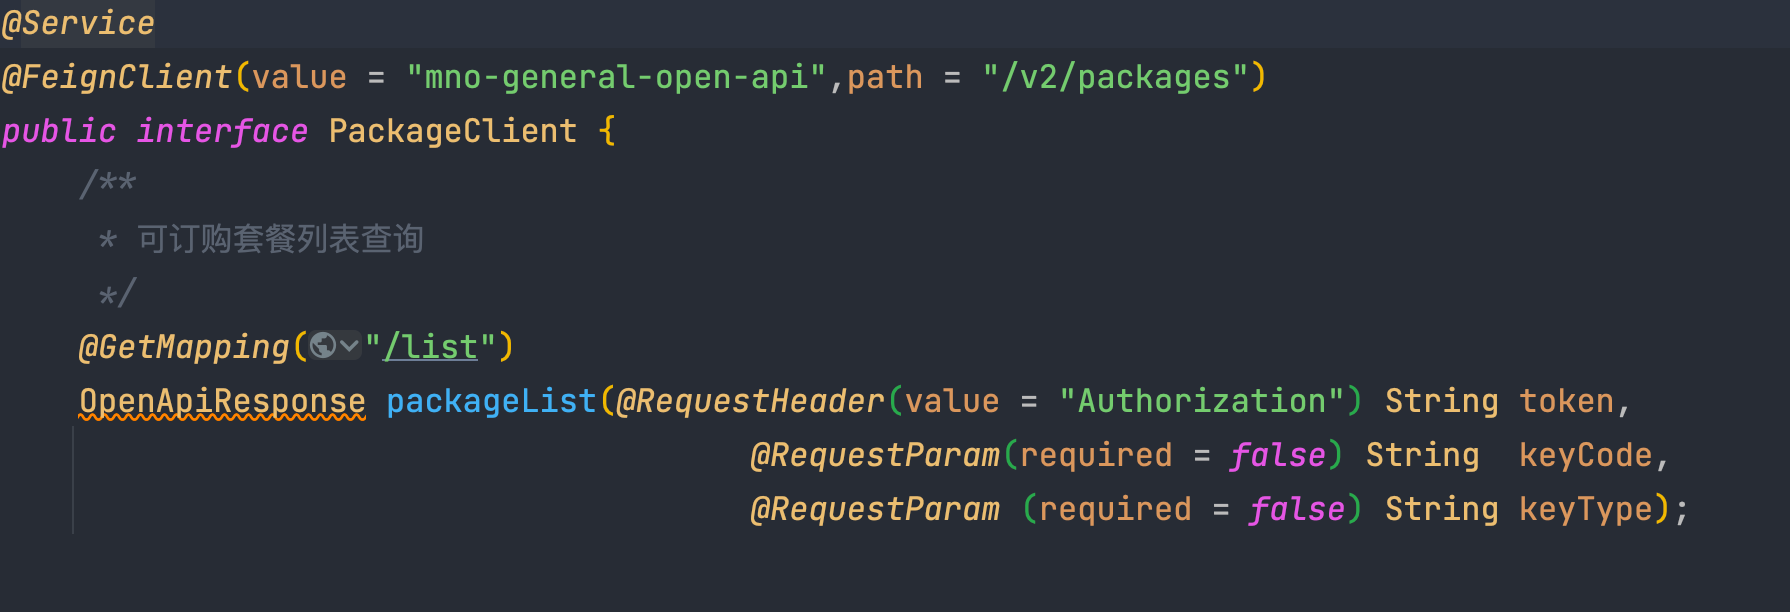 @Service
@FeignClient(value = "mno-general-open-api",path = "/v2/packages")
public interface PackageClient {
/**
* 可订购套餐列表查询
*/
@GetMapping("/list")
OpenApiResponse packageList(@RequestHeader(value = "Authorization") String token,
@RequestParam(required = false) String  keyCode,
@RequestParam (required = false) String keyType);